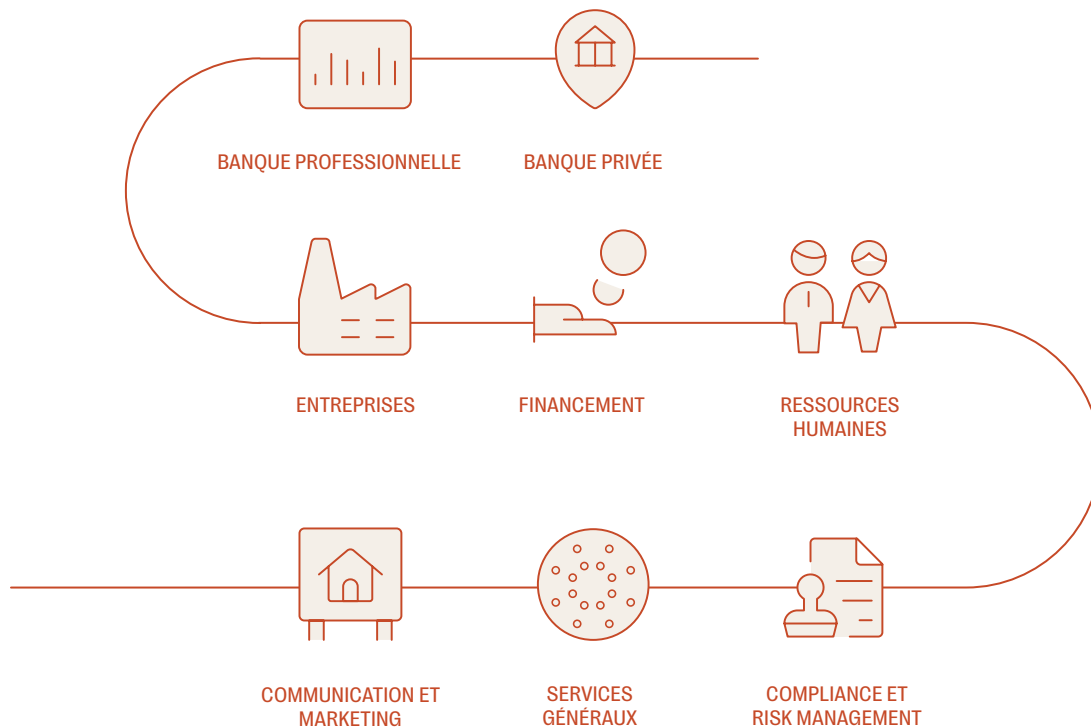 BANQUE PROFESSIONNELLE
BANQUE PRIVÉE
ENTREPRISES
FINANCEMENT
RESSOURCES
HUMAINES
COMMUNICATION ET
MARKETING
SERVICES
GÉNÉRAUX
COMPLIANCE ET
RISK MANAGEMENT